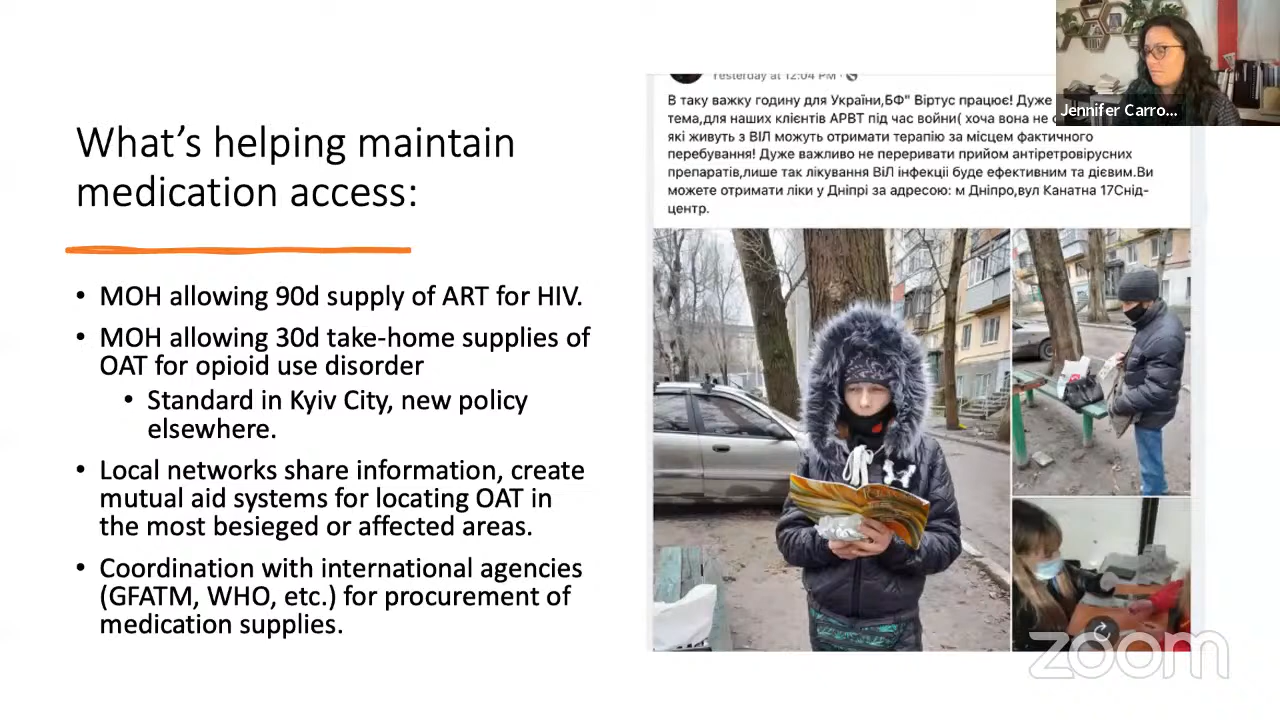 What's helping maintain
medication access:
• MOH allowing 90d supply of ART for HIV.
• MOH allowing 30d take-home supplies of
OAT for opioid use disorder
• Standard in Kyiv City, new policy
elsewhere.
• Local networks share information, create
mutual aid systems for locating OAT in
the most besieged or affected areas.
• Coordination with international agencies
(GFATM, WHO, etc.) for procurement of
medication supplies.
Yesterday at 12:04 PM ·
В таку важку годину для України,БФ" Віртус працює! Дуже
тема,для наших клієнтів АРВТ під час війни( хоча вона не
які живуть з ВІЛ можуть отримати терапію за місцем фактичного
перебування! Дуже важливо не переривати прийом антіретровірусних
препаратів,лише так лікування ВіЛ інфекції буде ефективним та дієвим.Ви
можете отримати ліки у Дніпрі за адресою: м Дніпро,вул Канатна 17Снід-
центр.
Jennifer Carro...
zoom